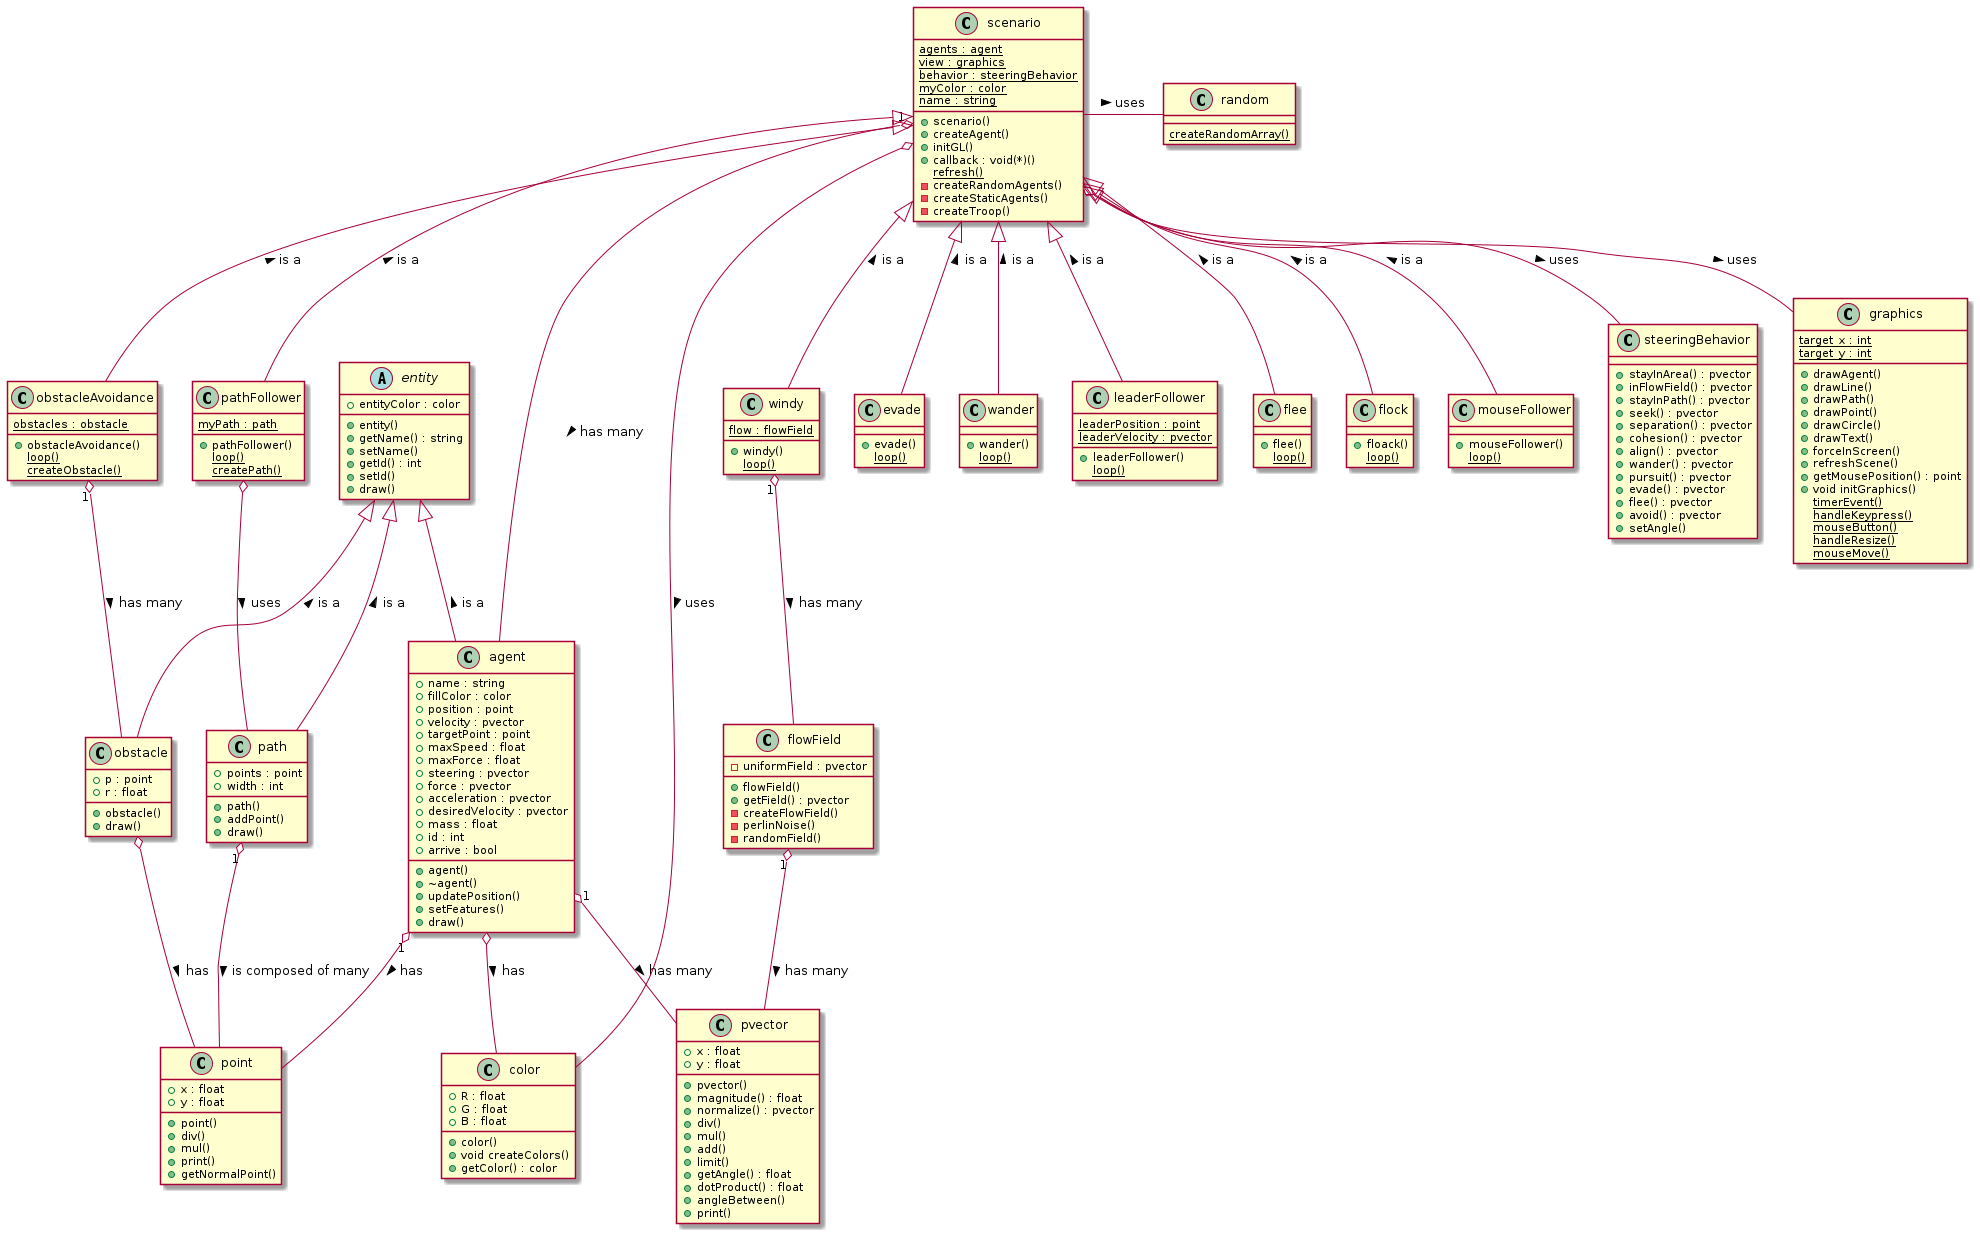 C scenario
agents : agent
view : graphics
behavior : steeringBehavior
myColor : color
name : string
scenario()
createAgent()
initGL()
callback : void(*)()
refresh()
createRandomAgents()
createStaticAgents()
createTroop()
1
uses
C random
createRandomArray()
is a
is a
has many
uses
is a
is a
is a
is a
is a
is a
is a
uses
uses
C obstacleAvoidance
obstacles : obstacle
obstacleAvoidance()
loop()
createObstacle()
1
C pathFollower
myPath : path
pathFollower()
loop()
createPath()
A entity
entityColor : color
entity()
getName() : string
setName()
getId() : int
setId()
draw()
C windy
flow : flowField
windy()
loop()
1
C evade
evade()
loop()
C wander
wander()
loop()
C leaderFollower
leaderPosition : point
leaderVelocity : pvector
leaderFollower()
loop()
C flee
flee()
loop()
C flock
floack()
loop()
C mouseFollower
mouseFollower()
loop()
C steeringBehavior
stayInArea() : pvector
inFlowField() : pvector
stayInPath() : pvector
seek() : pvector
separation() : pvector
cohesion() : pvector
align() : pvector
wander() : pvector
pursuit() : pvector
evade() : pvector
flee() : pvector
avoid() : pvector
setAngle()
C graphics
target_x : int
target_y : int
drawAgent()
drawLine()
drawPath()
drawPoint()
drawCircle()
drawText()
forceInScreen()
refreshScene()
getMousePosition() : point
void initGraphics()
timerEvent()
handleKeypress()
mouseButton()
handleResize()
mouseMove()
has many
uses
is a
is a
is a
has many
C obstacle
p : point
r : float
obstacle()
draw()
C path
points : point
width : int
path()
addPoint()
draw()
1
C agent
name : string
fillColor : color
position : point
velocity : pvector
targetPoint : point
maxSpeed : float
maxForce : float
steering : pvector
force : pvector
acceleration : pvector
desiredVelocity : pvector
mass : float
id : int
arrive : bool
agent()
~agent()
updatePosition()
setFeatures()
draw()
1
1
C flowField
uniformField : pvector
flowField()
getField() : pvector
createFlowField()
perlinNoise()
randomField()
1
has
is composed of many
has
has
has many
has many
C point
x : float
y : float
point()
div()
mul()
print()
getNormalPoint()
C color
R : float
G : float
B : float
color()
void createColors()
getColor() : color
C pvector
x : float
y : float
pvector()
magnitude() : float
normalize() : pvector
div()
mul()
add()
limit()
getAngle() : float
dotProduct() : float
angleBetween()
print()